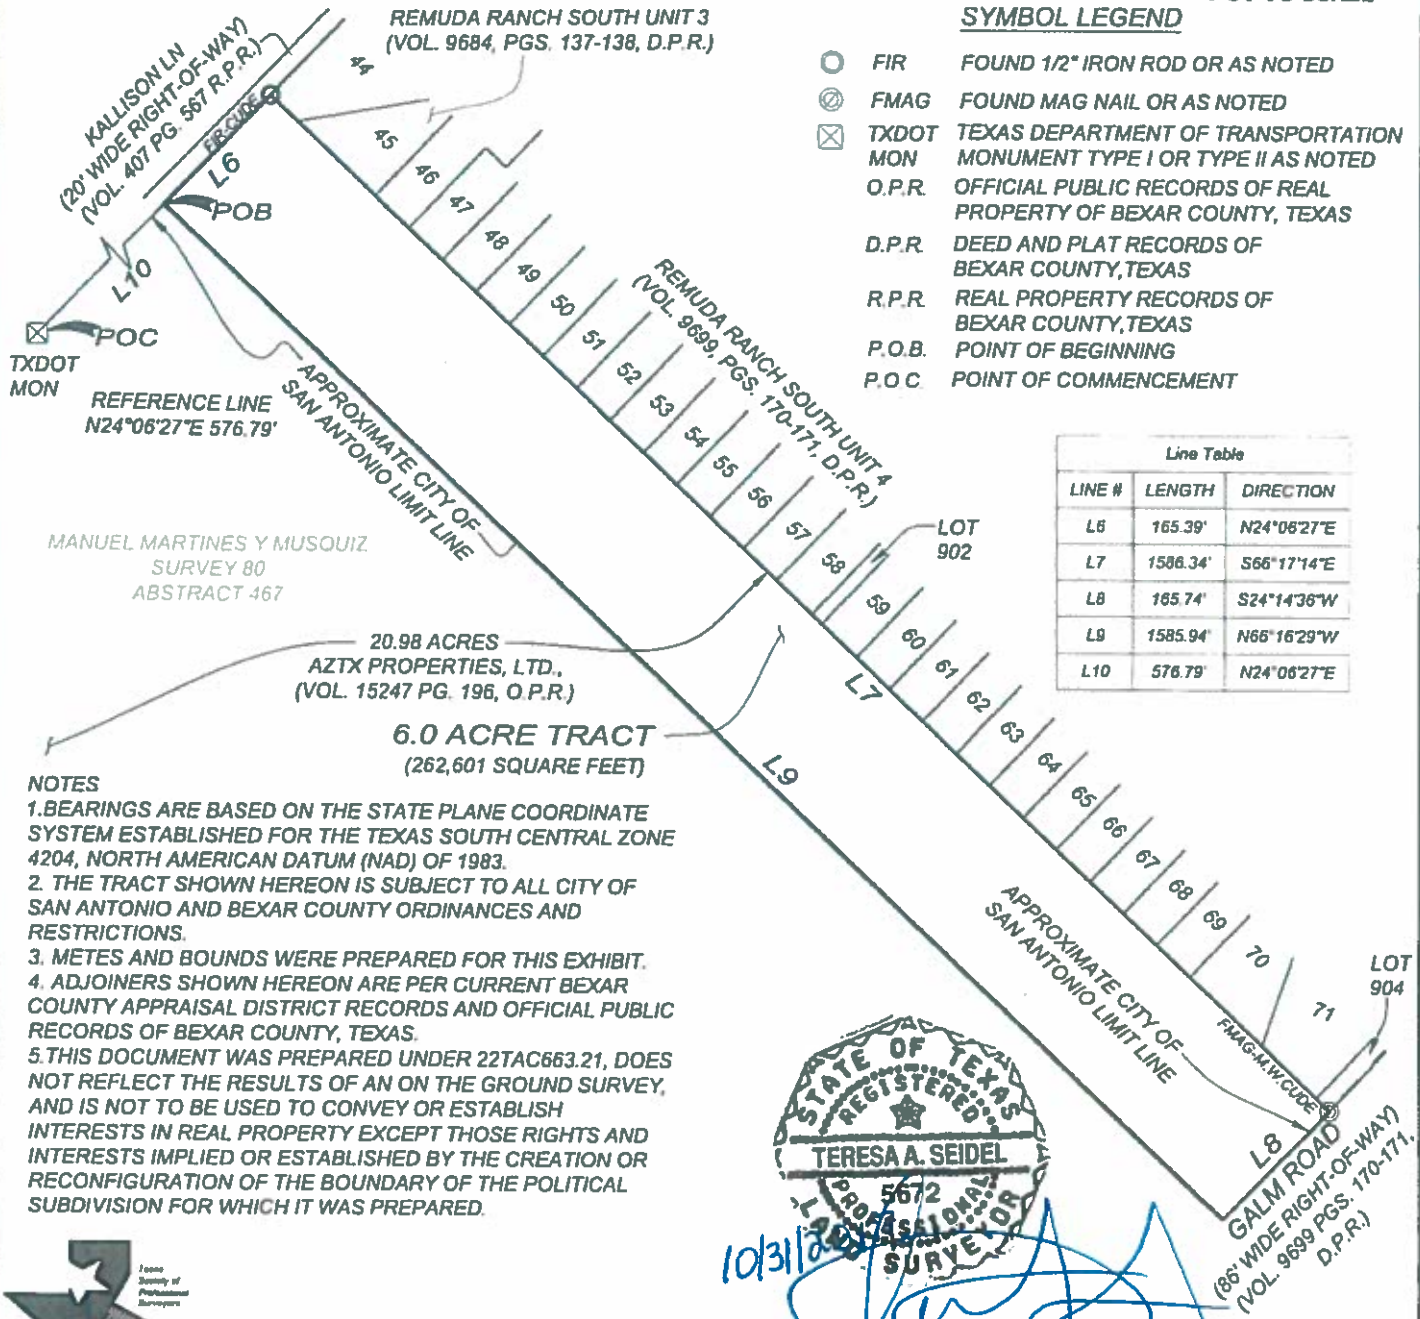 REMUDA RANCH SOUTH UNIT 3
(VOL. 9684, PGS. 137-138, D.P.R.)
KALLISON LN
(20' WIDE RIGHT-OF-WAY)
(VOL. 407 PG. 567 R.P.R.)
FIR-CUDE
L6
POB
L10
POC
TXDOT
MON
REFERENCE LINE
N24°06'27"E 576.79'
APPROXIMATE CITY OF
SAN ANTONIO LIMIT LINE
MANUEL MARTINES Y MUSQUIZ
SURVEY 80
ABSTRACT 467
SYMBOL LEGEND
FIR FOUND 1/2" IRON ROD OR AS NOTED
FMAG FOUND MAG NAIL OR AS NOTED
TXDOT TEXAS DEPARTMENT OF TRANSPORTATION
MON MONUMENT TYPE I OR TYPE II AS NOTED
O.P.R. OFFICIAL PUBLIC RECORDS OF REAL
PROPERTY OF BEXAR COUNTY, TEXAS
D.P.R. DEED AND PLAT RECORDS OF
BEXAR COUNTY, TEXAS
R.P.R. REAL PROPERTY RECORDS OF
BEXAR COUNTY, TEXAS
P.O.B. POINT OF BEGINNING
P.O.C. POINT OF COMMENCEMENT
44
45
46
47
48
49
50
51
52
53
54
55
56
57
58
REMUDA RANCH SOUTH UNIT 4
(VOL. 9699, PGS. 170-171, D.P.R.)
LOT
902
59
60
61
62
63
64
65
66
67
68
69
70
71
LOT
904
Line Table
LINE # LENGTH DIRECTION
L6 165.39' N24°06'27"E
L7 1586.34' S66°17'14"E
L8 165.74' S24°14'36"W
L9 1585.94' N66°16'29"W
L10 576.79' N24°06'27"E
20.98 ACRES
AZTX PROPERTIES, LTD.,
(VOL. 15247 PG. 196, O.P.R.)
6.0 ACRE TRACT
(262,601 SQUARE FEET)
L7
L9
NOTES
1.BEARINGS ARE BASED ON THE STATE PLANE COORDINATE
SYSTEM ESTABLISHED FOR THE TEXAS SOUTH CENTRAL ZONE
4204, NORTH AMERICAN DATUM (NAD) OF 1983.
2. THE TRACT SHOWN HEREON IS SUBJECT TO ALL CITY OF
SAN ANTONIO AND BEXAR COUNTY ORDINANCES AND
RESTRICTIONS.
3. METES AND BOUNDS WERE PREPARED FOR THIS EXHIBIT.
4. ADJOINERS SHOWN HEREON ARE PER CURRENT BEXAR
COUNTY APPRAISAL DISTRICT RECORDS AND OFFICIAL PUBLIC
RECORDS OF BEXAR COUNTY, TEXAS.
5.THIS DOCUMENT WAS PREPARED UNDER 22TAC663.21, DOES
NOT REFLECT THE RESULTS OF AN ON THE GROUND SURVEY,
AND IS NOT TO BE USED TO CONVEY OR ESTABLISH
INTERESTS IN REAL PROPERTY EXCEPT THOSE RIGHTS AND
INTERESTS IMPLIED OR ESTABLISHED BY THE CREATION OR
RECONFIGURATION OF THE BOUNDARY OF THE POLITICAL
SUBDIVISION FOR WHICH IT WAS PREPARED.
APPROXIMATE CITY OF
SAN ANTONIO LIMIT LINE
FMAG-M.W.CUDE
L8
GALM ROAD
(86' WIDE RIGHT-OF-WAY)
(VOL. 9699 PGS. 170-171,
D.P.R.)
STATE OF TEXAS
REGISTERED
TERESA A. SEIDEL
5672
PROFESSIONAL
LAND SURVEYOR
10/31/
Texas
Society of
Professional
Surveyors